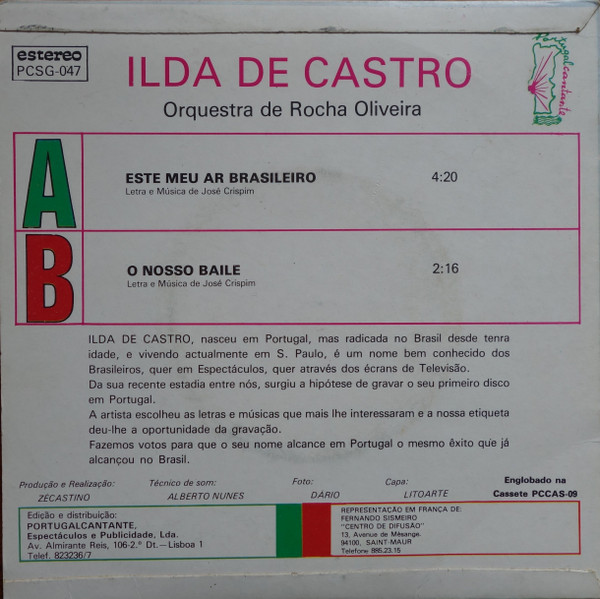 estereo
PCSG-047
ILDA DE CASTRO
Orquestra de Rocha Oliveira
Portugalcantante
A
ESTE MEU AR BRASILEIRO 4:20
Letra e Música de José Crispim
B
O NOSSO BAILE 2:16
Letra e Música de José Crispim
ILDA DE CASTRO, nasceu em Portugal, mas radicada no Brasil desde tenra
idade, e vivendo actualmente em S. Paulo, é um nome bem conhecido dos
Brasileiros, quer em Espectáculos, quer através dos écrans de Televisão.
Da sua recente estadia entre nós, surgiu a hipótese de gravar o seu primeiro disco
em Portugal.
A artista escolheu as letras e músicas que mais lhe interessaram e a nossa etiqueta
deu-lhe a oportunidade da gravação.
Fazemos votos para que o seu nome alcance em Portugal o mesmo êxito que já
alcançou no Brasil.
Produção e Realização: Técnico de som: Foto: Capa: Englobado na
ZÉCASTINO ALBERTO NUNES DÁRIO LITOARTE Cassete PCCAS-09
Edição e distribuição:
PORTUGALCANTANTE,
Espectáculos e Publicidade, Lda.
Av. Almirante Reis, 106-2.º Dt.—Lisboa 1
Telef. 823236/7
REPRESENTAÇÃO EM FRANÇA DE:
FERNANDO SISMEIRO
"CENTRO DE DIFUSÃO"
13, Avenue de Mésange.
94100, SAINT-MAUR
Telefone 885.23.15